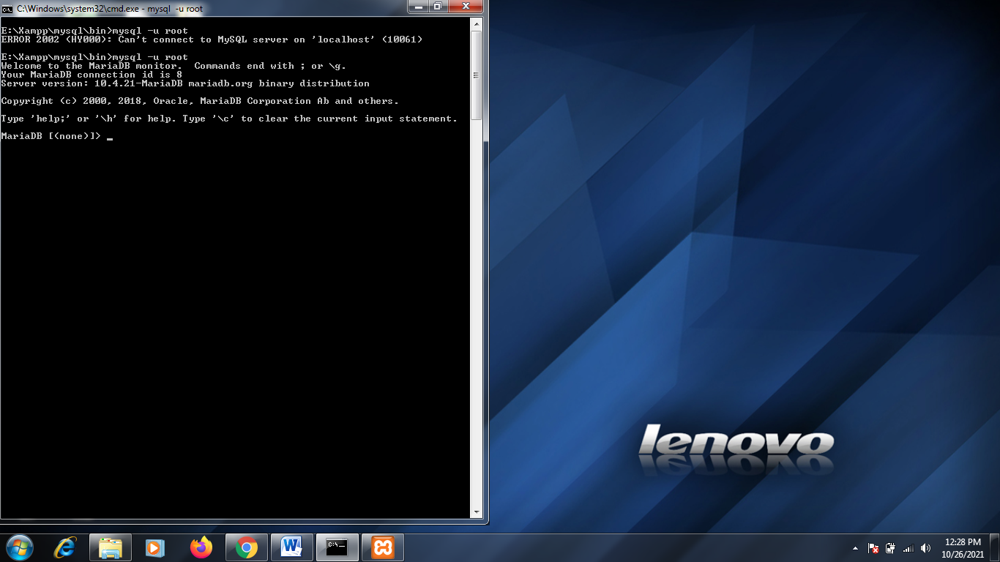 C:\Windows\system32\cmd.exe - mysql -u root
E:\Xampp\mysql\bin>mysql -u root
ERROR 2002 (HY000): Can't connect to MySQL server on 'localhost' (10061)
E:\Xampp\mysql\bin>mysql -u root
Welcome to the MariaDB monitor.  Commands end with ; or \g.
Your MariaDB connection id is 8
Server version: 10.4.21-MariaDB mariadb.org binary distribution
Copyright (c) 2000, 2018, Oracle, MariaDB Corporation Ab and others.
Type 'help;' or '\h' for help. Type '\c' to clear the current input statement.
MariaDB [(none)]> _
lenovo
12:28 PM
10/26/2021